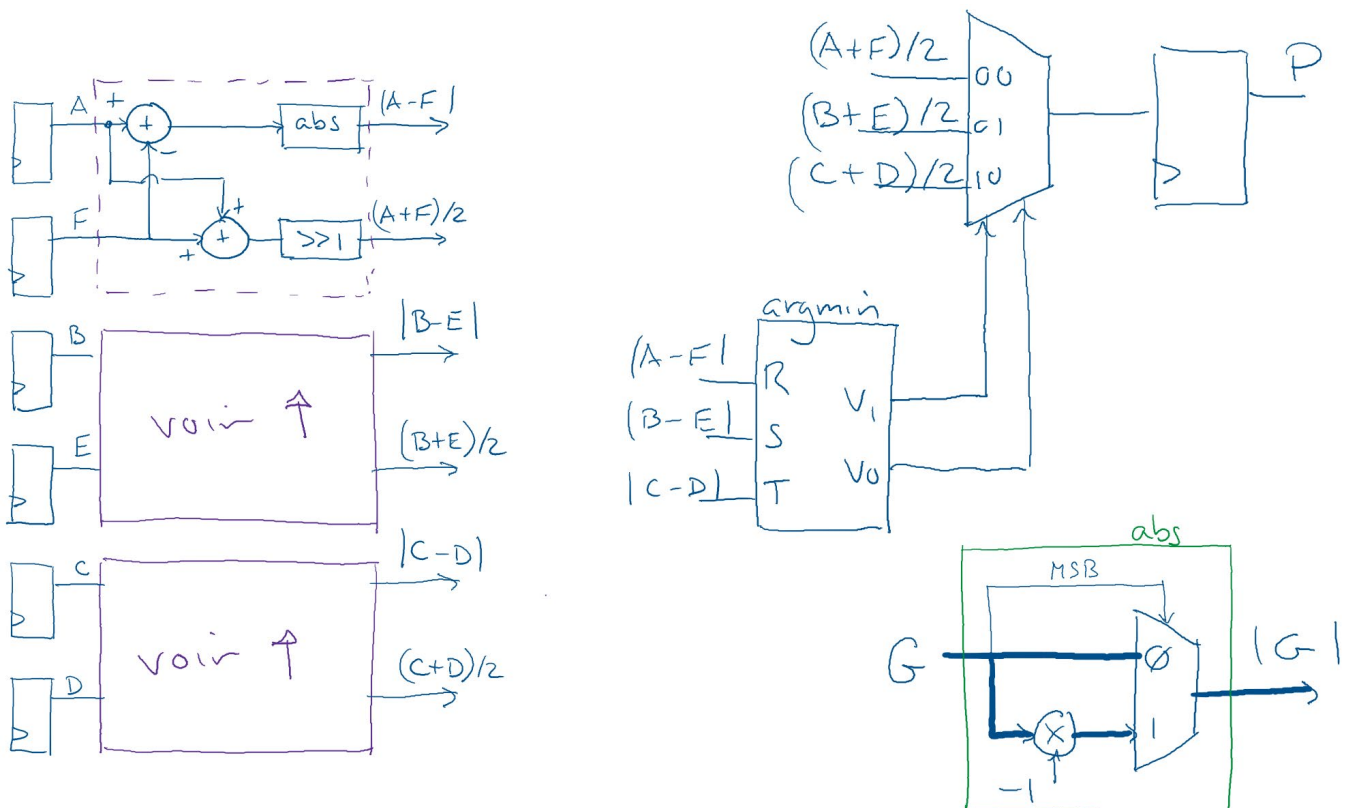 A
+
+
-
abs
|A-F|
F
+
+
+
>>1
(A+F)/2
B
|B-E|
voir ↑
E
(B+E)/2
C
|C-D|
voir ↑
D
(C+D)/2
(A+F)/2
00
(B+E)/2
01
(C+D)/2
10
P
argmin
|A-F|
R
V1
|B-E|
S
V0
|C-D|
T
abs
MSB
G
0
|G|
x
1
-1